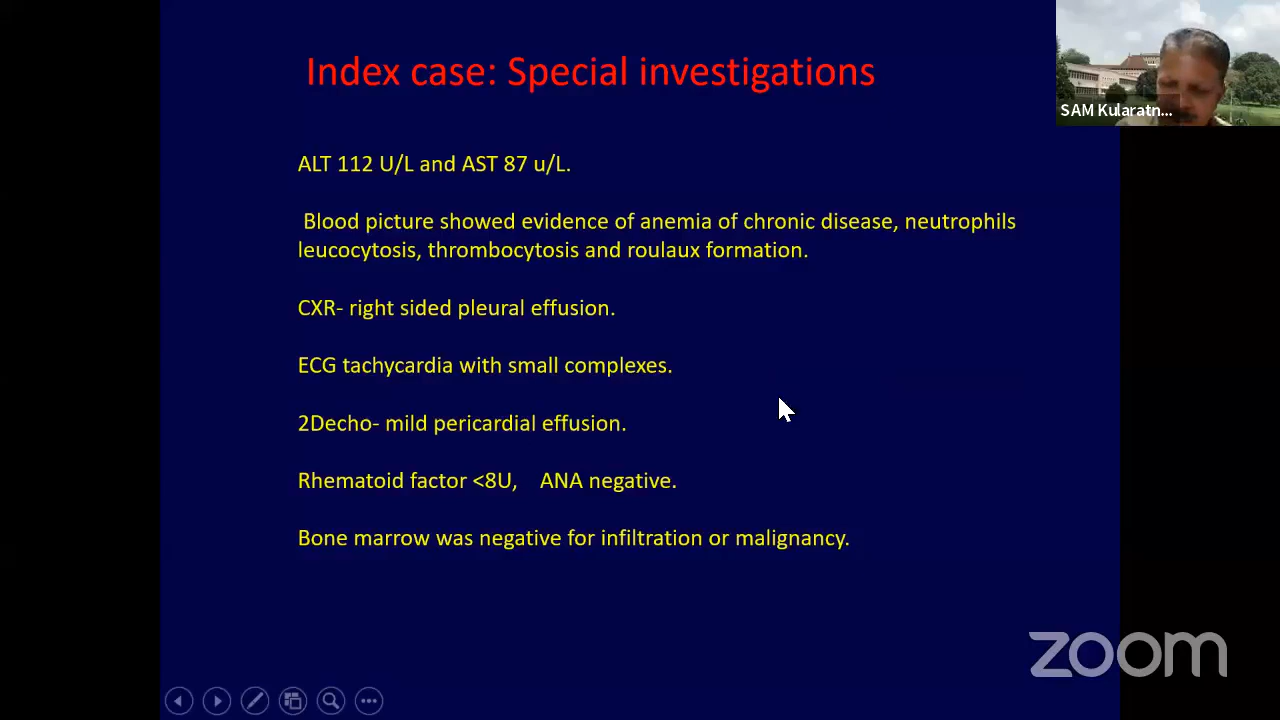 Index case: Special investigations
SAM Kularatn...
ALT 112 U/L and AST 87 u/L.
Blood picture showed evidence of anemia of chronic disease, neutrophils
leucocytosis, thrombocytosis and roulaux formation.
CXR- right sided pleural effusion.
ECG tachycardia with small complexes.
2Decho- mild pericardial effusion.
Rhematoid factor <8U, ANA negative.
Bone marrow was negative for infiltration or malignancy.
zoom